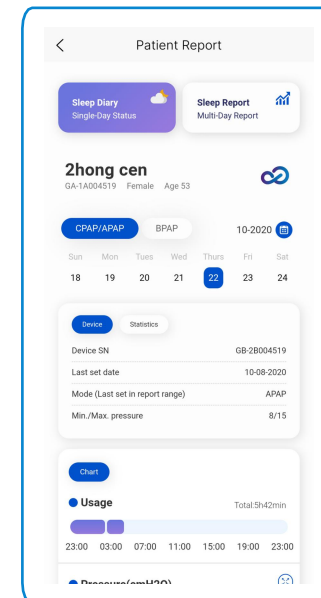 Patient Report
Sleep Diary
Single-Day Status
Sleep Report
Multi-Day Report
2hong cen
GA-1A004519 Female Age 53
CPAP/APAP BPAP 10-2020
Sun Mon Tues Wed Thurs Fri Sat
18 19 20 21 22 23 24
Device Statistics
Device SN GB-2B004519
Last set date 10-08-2020
Mode (Last set in report range) APAP
Min./Max. pressure 8/15
Chart
Usage Total:5h42min
23:00 03:00 07:00 11:00 15:00 19:00 23:00
Pressure(cmH2O)